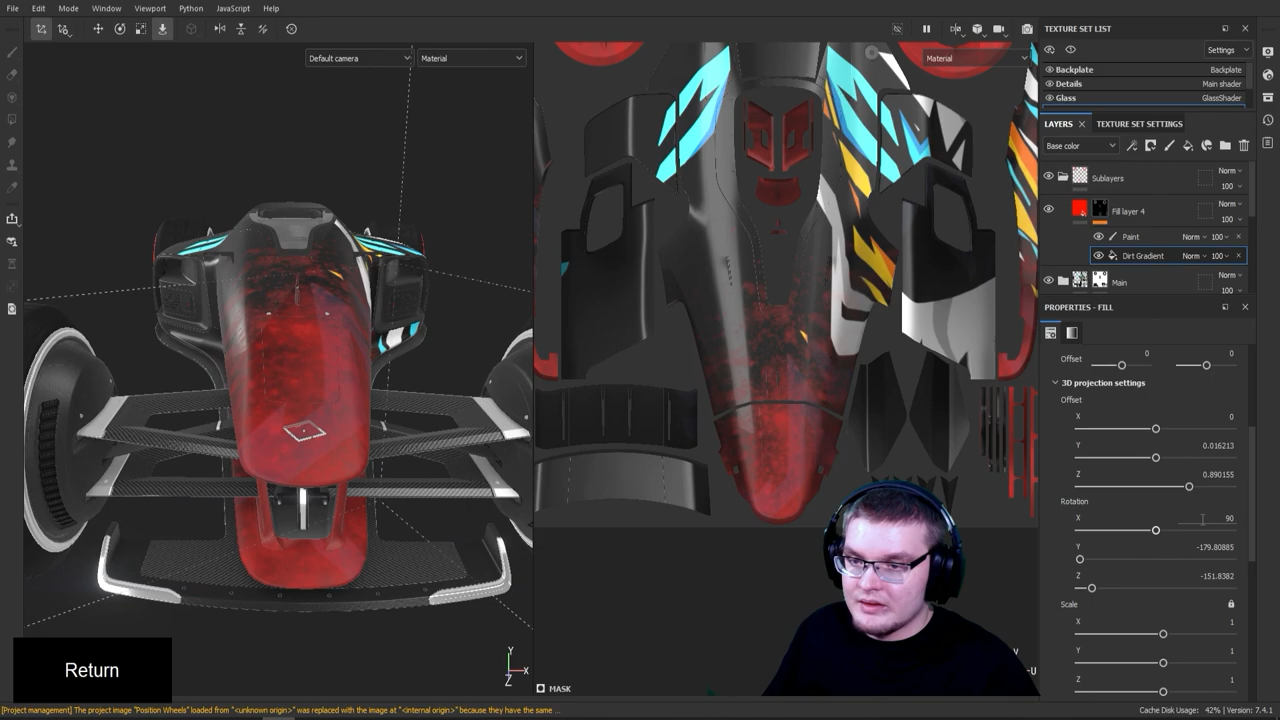 File Edit Mode Window Viewport Python JavaScript Help
Default camera
Material
Material
TEXTURE SET LIST
Settings
Backplate Backplate
Details Main shader
Glass GlassShader
LAYERS TEXTURE SET SETTINGS
Base color
Sublayers Norm 100
Fill layer 4 Norm 100
Paint Norm 100
Dirt Gradient Norm 100
Main Norm 100
PROPERTIES - FILL
Offset 0 0
3D projection settings
Offset
X 0
Y 0.016213
Z 0.890155
Rotation
X 90
Y -179.80885
Z -151.8382
Scale
X 1
Y 1
Z 1
Y
X
Z
MASK
Return
[Project management] The project image "Position Wheels" loaded from "<unknown origin>" was replaced with the image at "<internal origin>" because they have the same ...
Cache Disk Usage: 42% | Version: 7.4.1